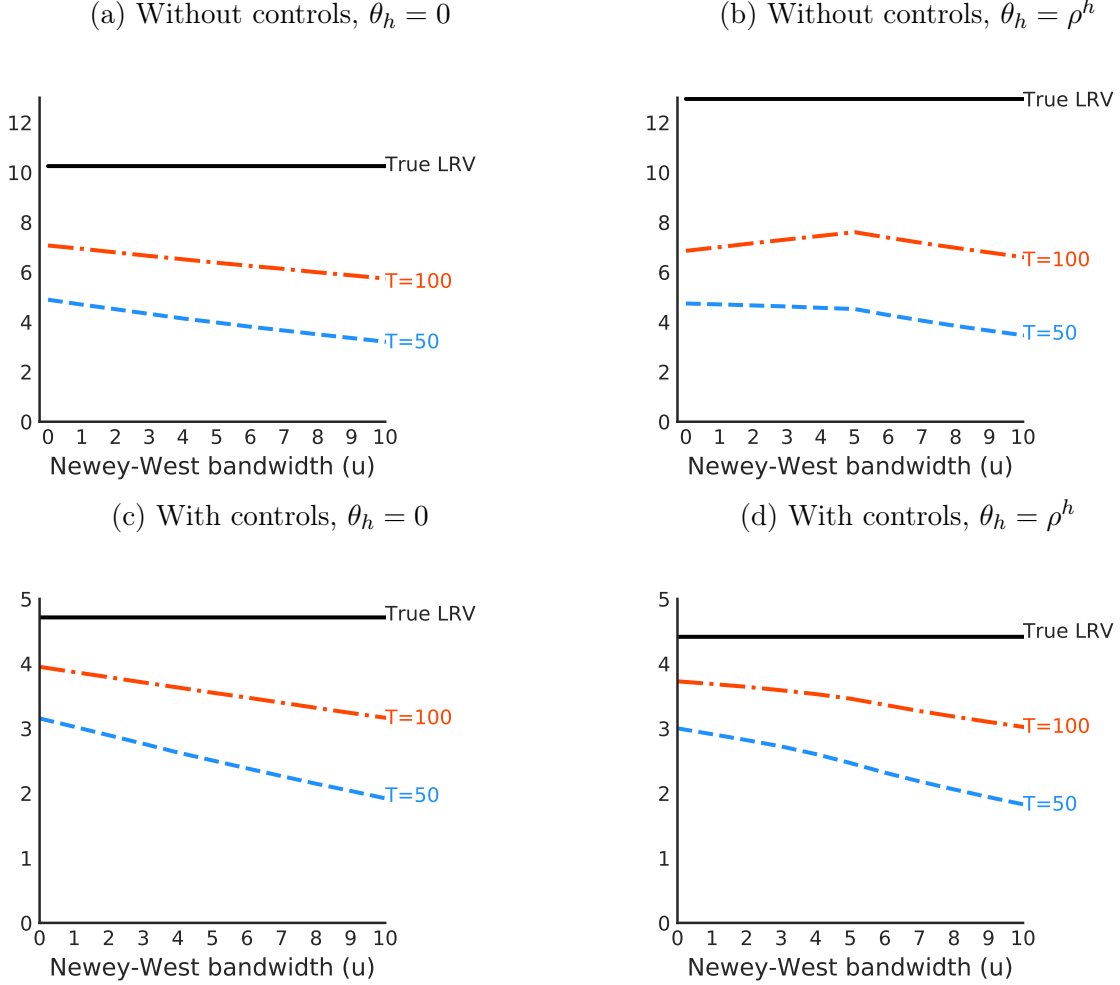 (a) Without controls, θ_h = 0
12
10
8
6
4
2
0
True LRV
T=100
T=50
0 1 2 3 4 5 6 7 8 9 10
Newey-West bandwidth (u)
(b) Without controls, θ_h = ρ^h
12
10
8
6
4
2
0
True LRV
T=100
T=50
0 1 2 3 4 5 6 7 8 9 10
Newey-West bandwidth (u)
(c) With controls, θ_h = 0
5
4
3
2
1
0
True LRV
T=100
T=50
0 1 2 3 4 5 6 7 8 9 10
Newey-West bandwidth (u)
(d) With controls, θ_h = ρ^h
5
4
3
2
1
0
True LRV
T=100
T=50
0 1 2 3 4 5 6 7 8 9 10
Newey-West bandwidth (u)